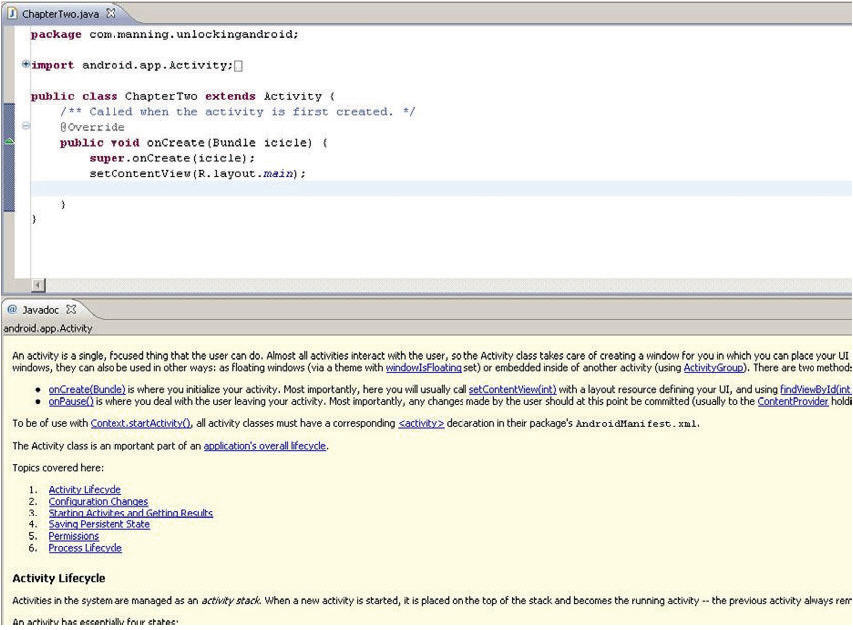 ChapterTwo.java
package com.manning.unlockingandroid;
import android.app.Activity;
public class ChapterTwo extends Activity {
/** Called when the activity is first created. */
@Override
public void onCreate(Bundle icicle) {
super.onCreate(icicle);
setContentView(R.layout.main);
}
}
@ Javadoc
android.app.Activity
An activity is a single, focused thing that the user can do. Almost all activities interact with the user, so the Activity class takes care of creating a window for you in which you can place your UI
windows, they can also be used in other ways: as floating windows (via a theme with windowIsFloating set) or embedded inside of another activity (using ActivityGroup). There are two methods
• onCreate(Bundle) is where you initialize your activity. Most importantly, here you will usually call setContentView(int) with a layout resource defining your UI, and using findViewById(int
• onPause() is where you deal with the user leaving your activity. Most importantly, any changes made by the user should at this point be committed (usually to the ContentProvider holdi
To be of use with Context.startActivity(), all activity classes must have a corresponding <activity> decaration in their package's AndroidManifest.xml.
The Activity class is an important part of an application's overall lifecycle.
Topics covered here:
1. Activity Lifecycle
2. Configuration Changes
3. Starting Activites and Getting Results
4. Saving Persistent State
5. Permissions
6. Process Lifecycle
Activity Lifecycle
Activities in the system are managed as an activity stack. When a new activity is started, it is placed on the top of the stack and becomes the running activity -- the previous activity always rem
An activity has essentially four states: